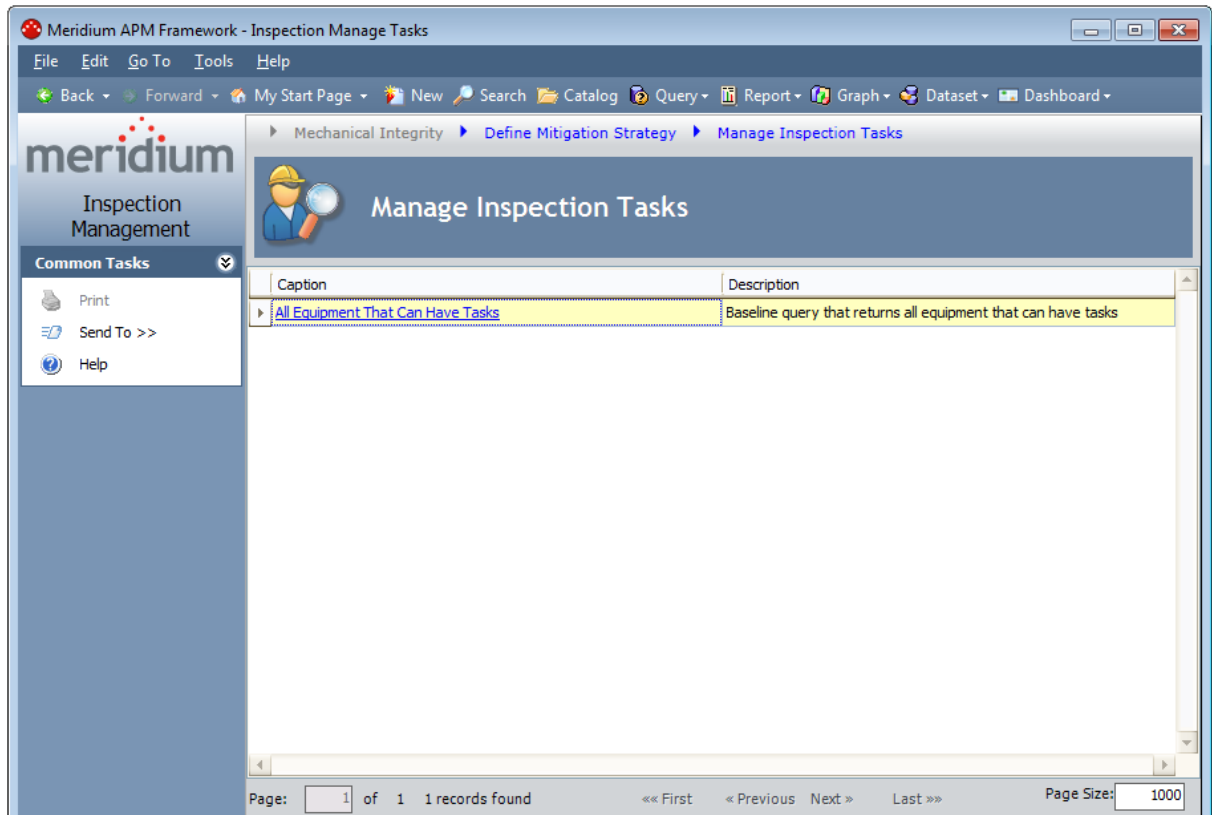 Meridium APM Framework - Inspection Manage Tasks
File Edit Go To Tools Help
Back Forward My Start Page New Search Catalog Query Report Graph Dataset Dashboard
meridium
Inspection
Management
Common Tasks
Print
Send To >>
Help
Mechanical Integrity Define Mitigation Strategy Manage Inspection Tasks
Manage Inspection Tasks
Caption Description
All Equipment That Can Have Tasks Baseline query that returns all equipment that can have tasks
Page: 1 of 1 1 records found «« First « Previous Next » Last »» Page Size: 1000